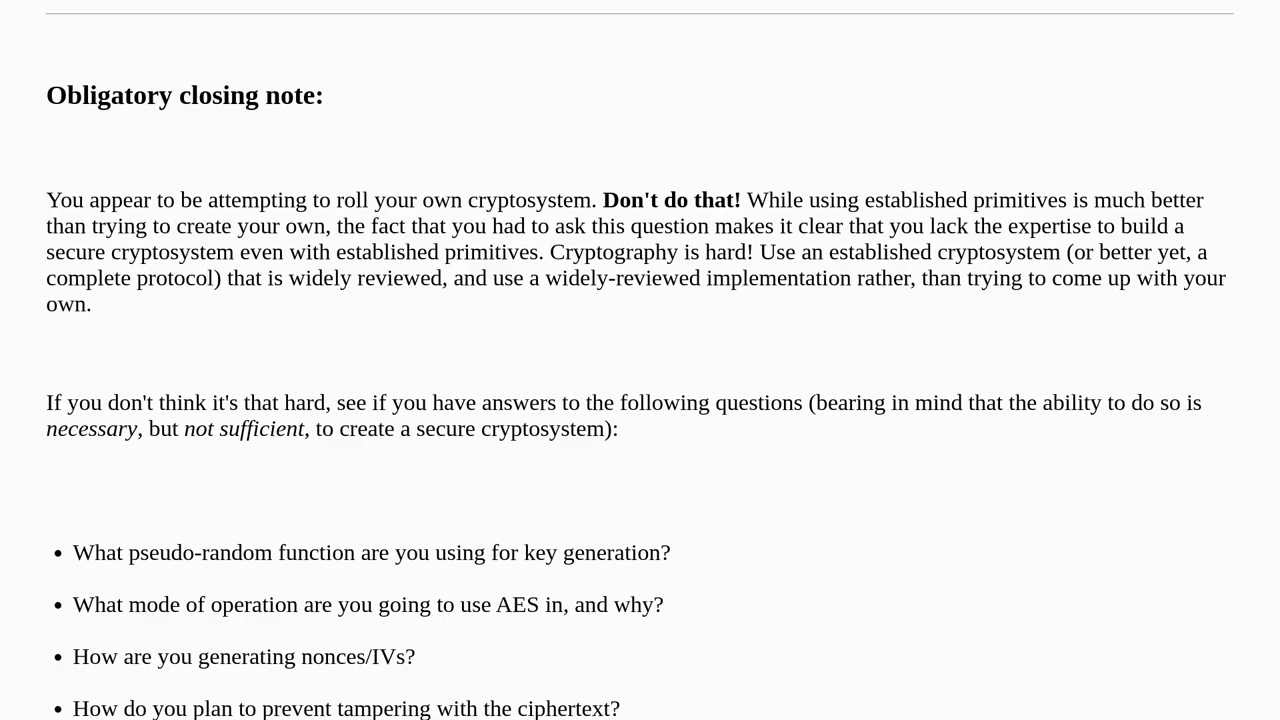 Obligatory closing note:
You appear to be attempting to roll your own cryptosystem. Don't do that! While using established primitives is much better
than trying to create your own, the fact that you had to ask this question makes it clear that you lack the expertise to build a
secure cryptosystem even with established primitives. Cryptography is hard! Use an established cryptosystem (or better yet, a
complete protocol) that is widely reviewed, and use a widely-reviewed implementation rather, than trying to come up with your
own.
If you don't think it's that hard, see if you have answers to the following questions (bearing in mind that the ability to do so is
necessary, but not sufficient, to create a secure cryptosystem):
• What pseudo-random function are you using for key generation?
• What mode of operation are you going to use AES in, and why?
• How are you generating nonces/IVs?
• How do you plan to prevent tampering with the ciphertext?